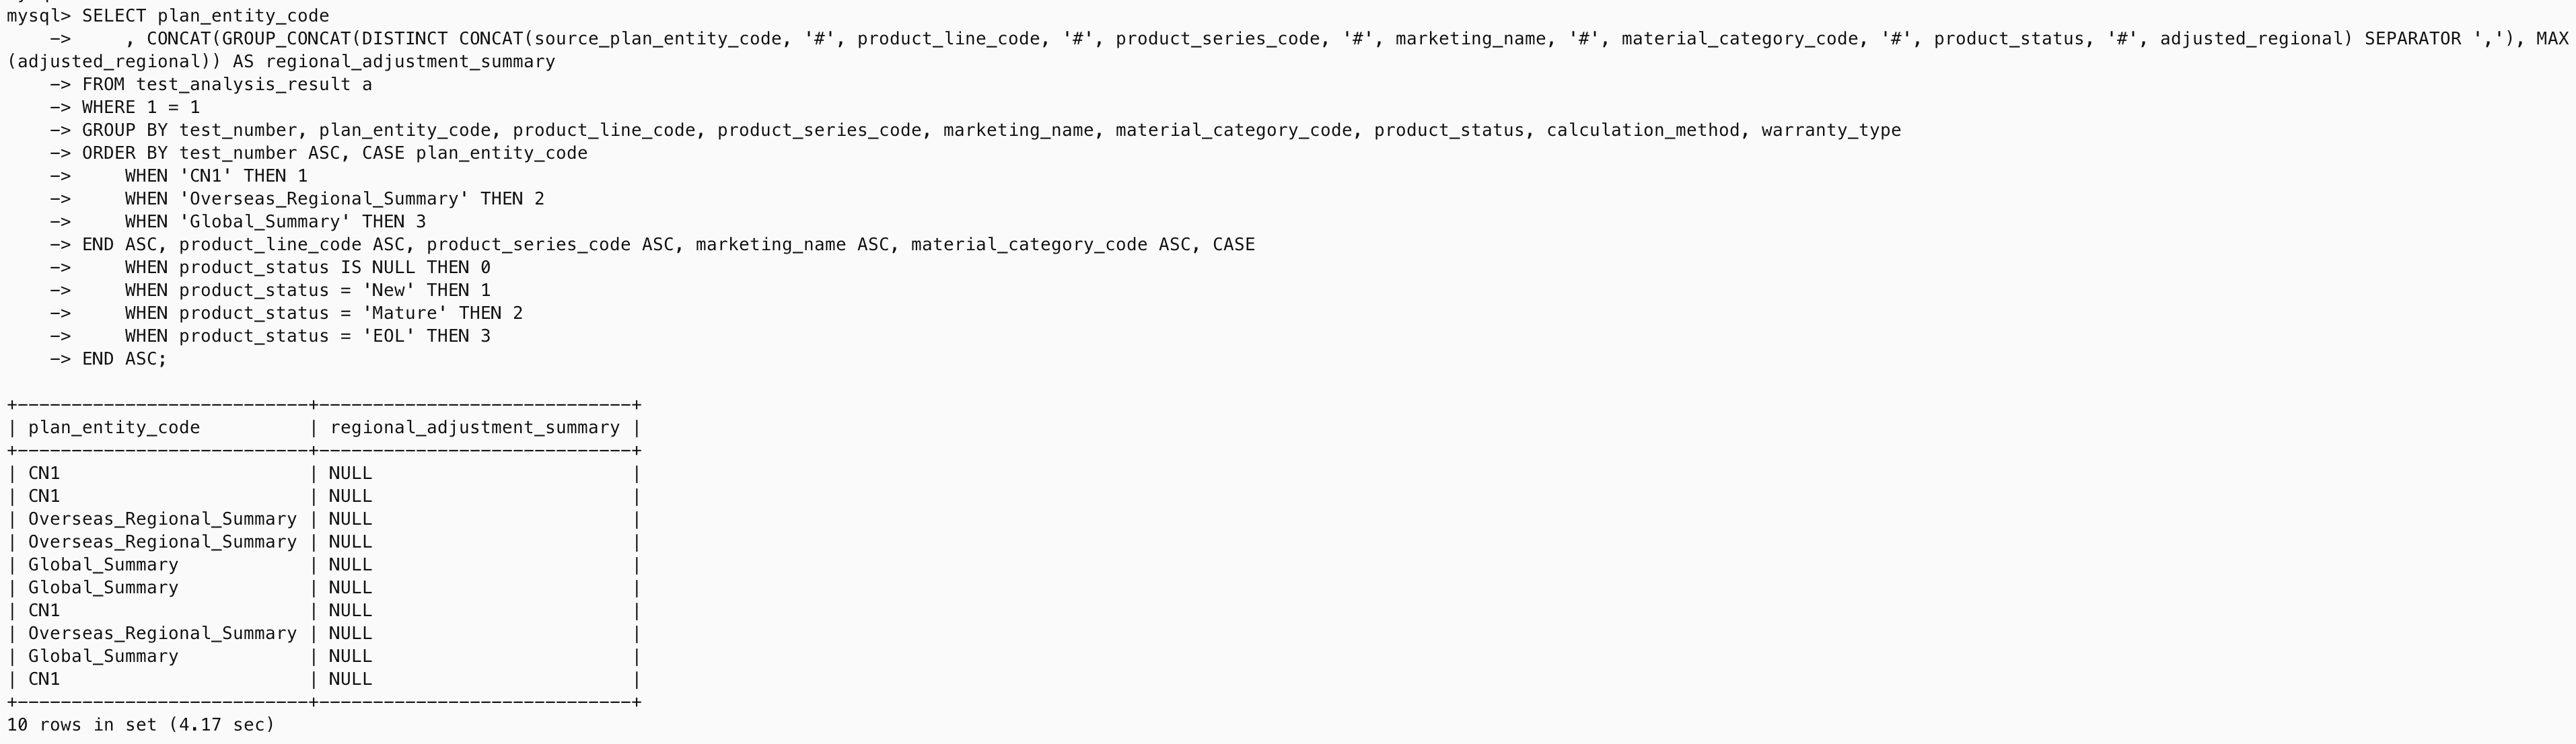 mysql> SELECT plan_entity_code
    ->     , CONCAT(GROUP_CONCAT(DISTINCT CONCAT(source_plan_entity_code, '#', product_line_code, '#', product_series_code, '#', marketing_name, '#', material_category_code, '#', product_status, '#', adjusted_regional) SEPARATOR ','), MAX
(adjusted_regional)) AS regional_adjustment_summary
    -> FROM test_analysis_result a
    -> WHERE 1 = 1
    -> GROUP BY test_number, plan_entity_code, product_line_code, product_series_code, marketing_name, material_category_code, product_status, calculation_method, warranty_type
    -> ORDER BY test_number ASC, CASE plan_entity_code
    ->     WHEN 'CN1' THEN 1
    ->     WHEN 'Overseas_Regional_Summary' THEN 2
    ->     WHEN 'Global_Summary' THEN 3
    -> END ASC, product_line_code ASC, product_series_code ASC, marketing_name ASC, material_category_code ASC, CASE
    ->     WHEN product_status IS NULL THEN 0
    ->     WHEN product_status = 'New' THEN 1
    ->     WHEN product_status = 'Mature' THEN 2
    ->     WHEN product_status = 'EOL' THEN 3
    -> END ASC;
+---------------------------+-----------------------------+
| plan_entity_code          | regional_adjustment_summary |
+---------------------------+-----------------------------+
| CN1                       | NULL                        |
| CN1                       | NULL                        |
| Overseas_Regional_Summary | NULL                        |
| Overseas_Regional_Summary | NULL                        |
| Global_Summary            | NULL                        |
| Global_Summary            | NULL                        |
| CN1                       | NULL                        |
| Overseas_Regional_Summary | NULL                        |
| Global_Summary            | NULL                        |
| CN1                       | NULL                        |
+---------------------------+-----------------------------+
10 rows in set (4.17 sec)